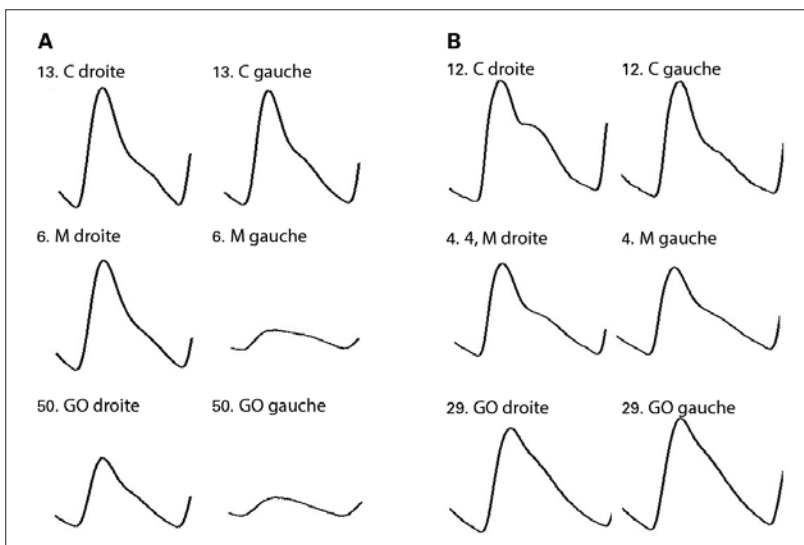 A
B
13. C droite
13. C gauche
12. C droite
12. C gauche
6. M droite
6. M gauche
4. 4, M droite
4. M gauche
50. GO droite
50. GO gauche
29. GO droite
29. GO gauche